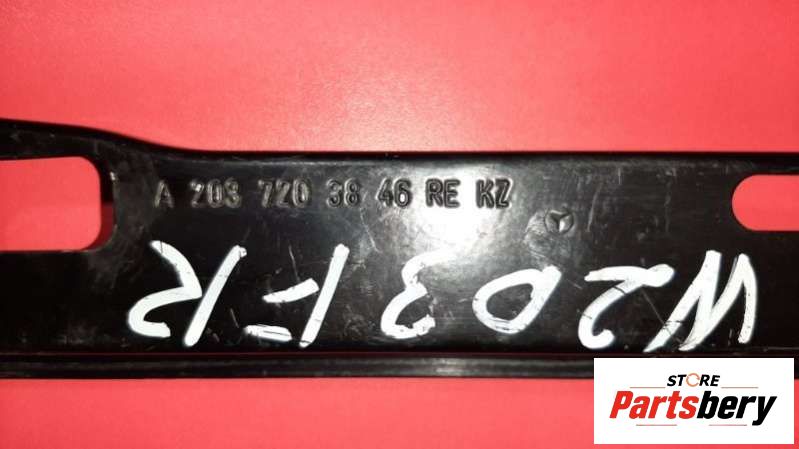 A 203 720 38 46 RE KZ
W203 F-R
STORE
Partsbery